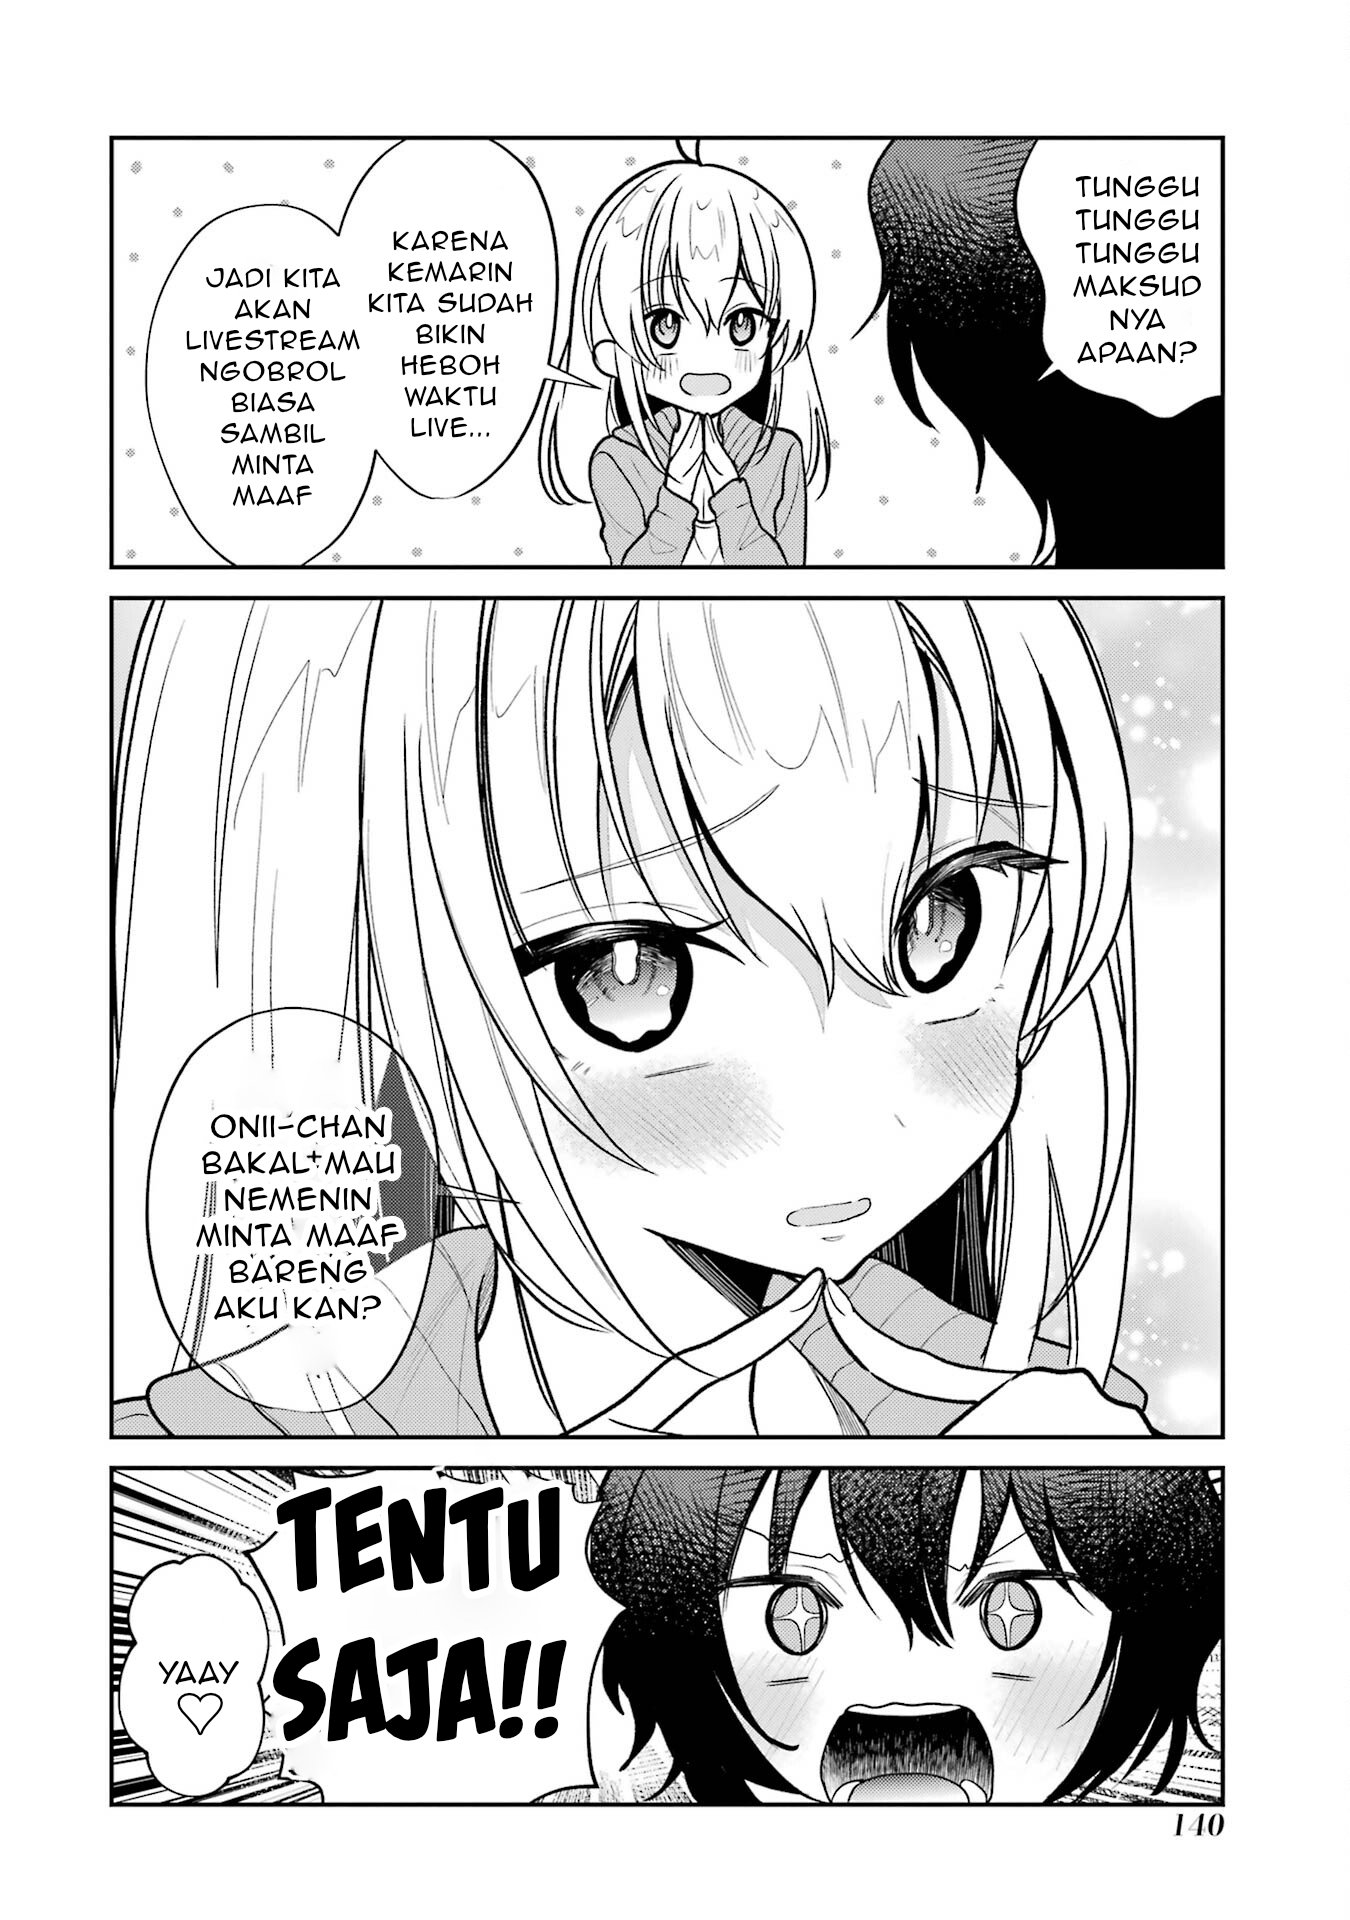 TUNGGU
TUNGGU
TUNGGU
MAKSUD
NYA
APAAN?
KARENA
KEMARIN
KITA SUDAH
BIKIN
HEBOH
WAKTU
LIVE...
JADI KITA
AKAN
LIVESTREAM
NGOBROL
BIASA
SAMBIL
MINTA
MAAF
ONII-CHAN
BAKAL MAU
NEMENIN
MINTA MAAF
BARENG
AKU KAN?
TENTU
SAJA!!
YAAY
♡
140